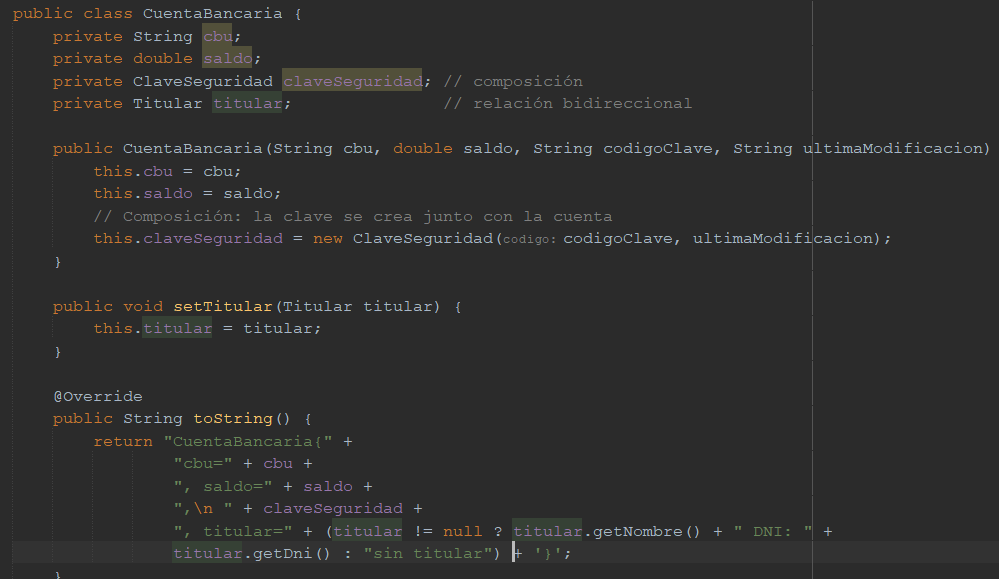 public class CuentaBancaria {
private String cbu;
private double saldo;
private ClaveSeguridad claveSeguridad; // composición
private Titular titular; // relación bidireccional
public CuentaBancaria(String cbu, double saldo, String codigoClave, String ultimaModificacion)
this.cbu = cbu;
this.saldo = saldo;
// Composición: la clave se crea junto con la cuenta
this.claveSeguridad = new ClaveSeguridad( codigo: codigoClave, ultimaModificacion);
}
public void setTitular(Titular titular) {
this.titular = titular;
}
@Override
public String toString() {
return "CuentaBancaria{" +
"cbu=" + cbu +
", saldo=" + saldo +
",\n " + claveSeguridad +
", titular=" + (titular != null ? titular.getNombre() + " DNI: " +
titular.getDni() : "sin titular") + '}';
}